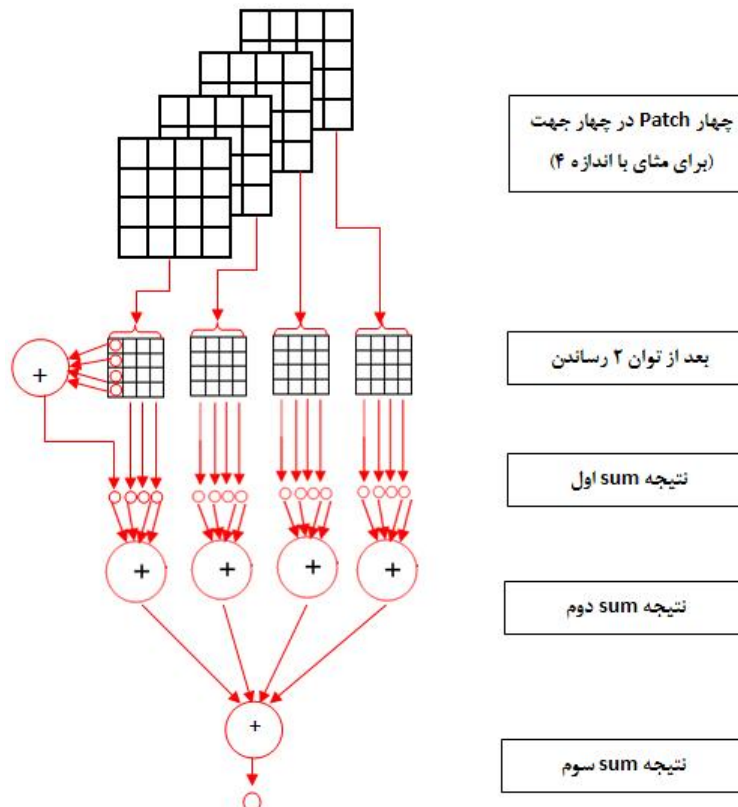 چهار Patch در چهار جهت
(برای مثای با اندازه ۴)
+
بعد از توان ۲ رساندن
نتیجه sum اول
+ + + +
نتیجه sum دوم
+
نتیجه sum سوم